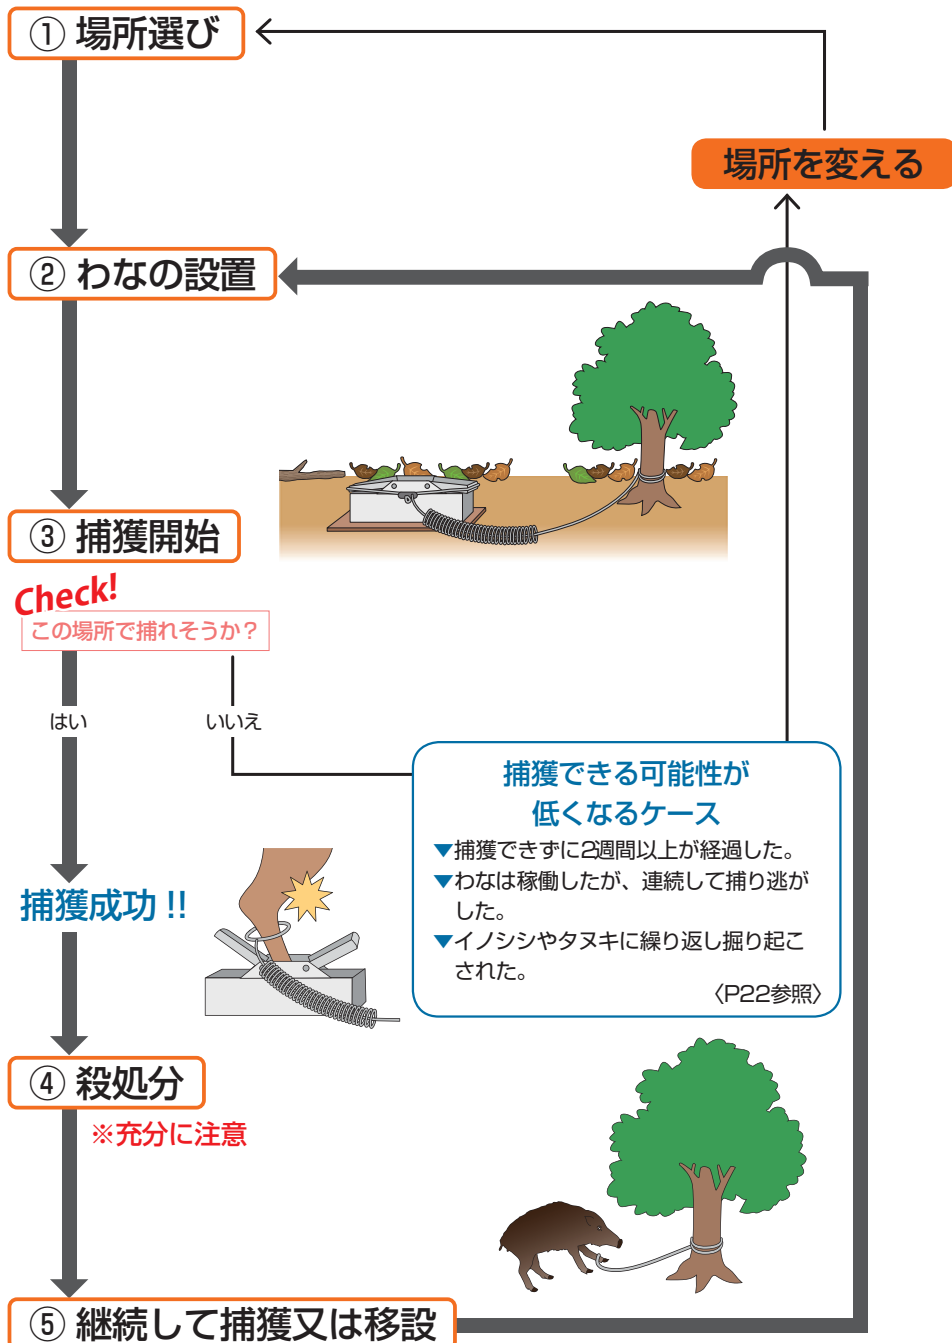 ① 場所選び
場所を変える
② わなの設置
③ 捕獲開始
Check!
この場所で捕れそうか？
はい
いいえ
捕獲できる可能性が
低くなるケース
▼捕獲できずに2週間以上が経過した。
▼わなは稼働したが、連続して捕り逃が
した。
▼イノシシやタヌキに繰り返し掘り起こ
された。
〈P22参照〉
捕獲成功 !!
④ 殺処分
※充分に注意
⑤ 継続して捕獲又は移設